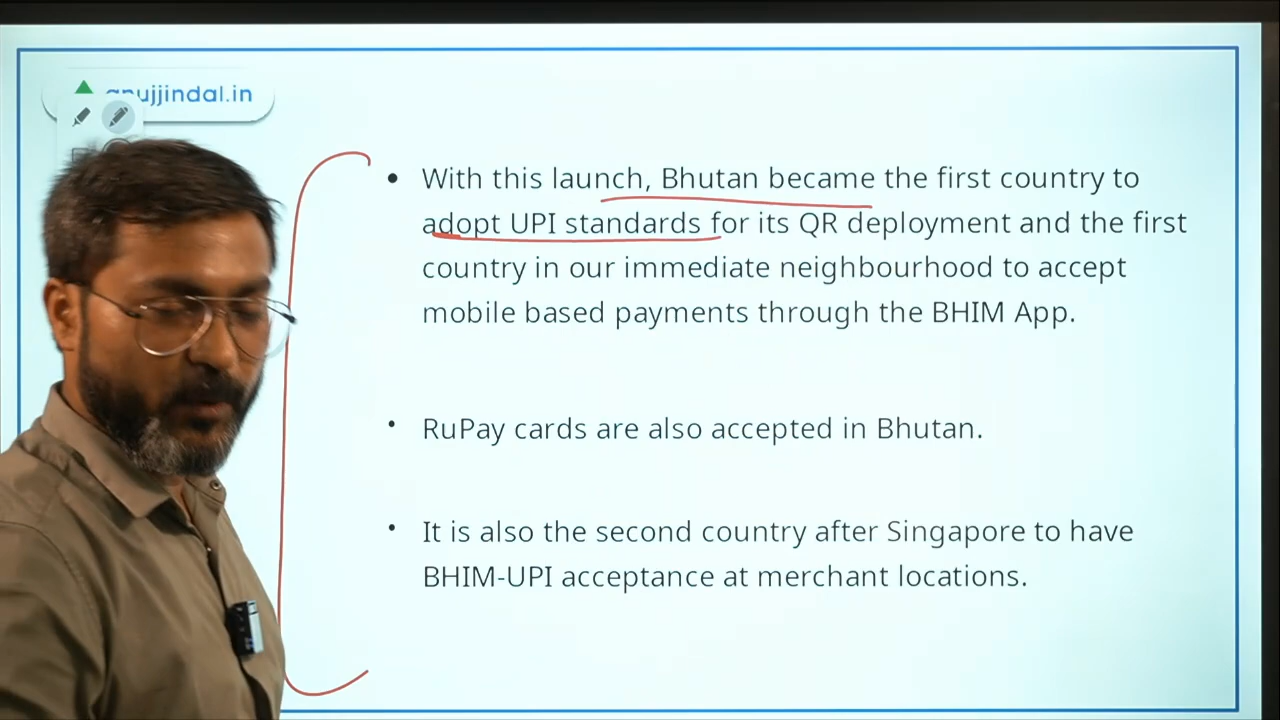 anujjindal.in
• With this launch, Bhutan became the first country to
adopt UPI standards for its QR deployment and the first
country in our immediate neighbourhood to accept
mobile based payments through the BHIM App.
• RuPay cards are also accepted in Bhutan.
• It is also the second country after Singapore to have
BHIM-UPI acceptance at merchant locations.